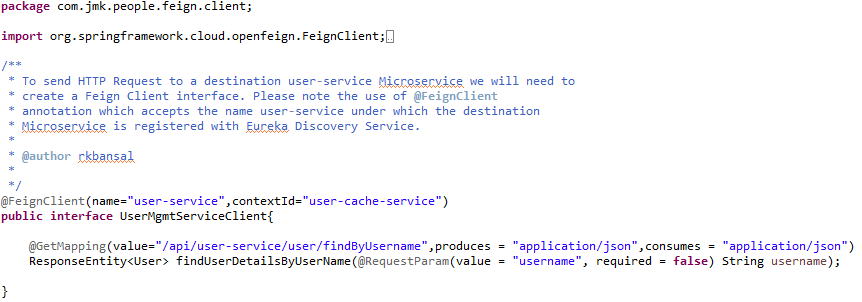 package com.jmk.people.feign.client;
import org.springframework.cloud.openfeign.FeignClient;
/**
 * To send HTTP Request to a destination user-service Microservice we will need to
 * create a Feign Client interface. Please note the use of @FeignClient
 * annotation which accepts the name user-service under which the destination
 * Microservice is registered with Eureka Discovery Service.
 *
 * @author rkbansal
 *
 */
@FeignClient(name="user-service",contextId="user-cache-service")
public interface UserMgmtServiceClient{
    @GetMapping(value="/api/user-service/user/findByUsername",produces = "application/json",consumes = "application/json")
    ResponseEntity<User> findUserDetailsByUserName(@RequestParam(value = "username", required = false) String username);
}